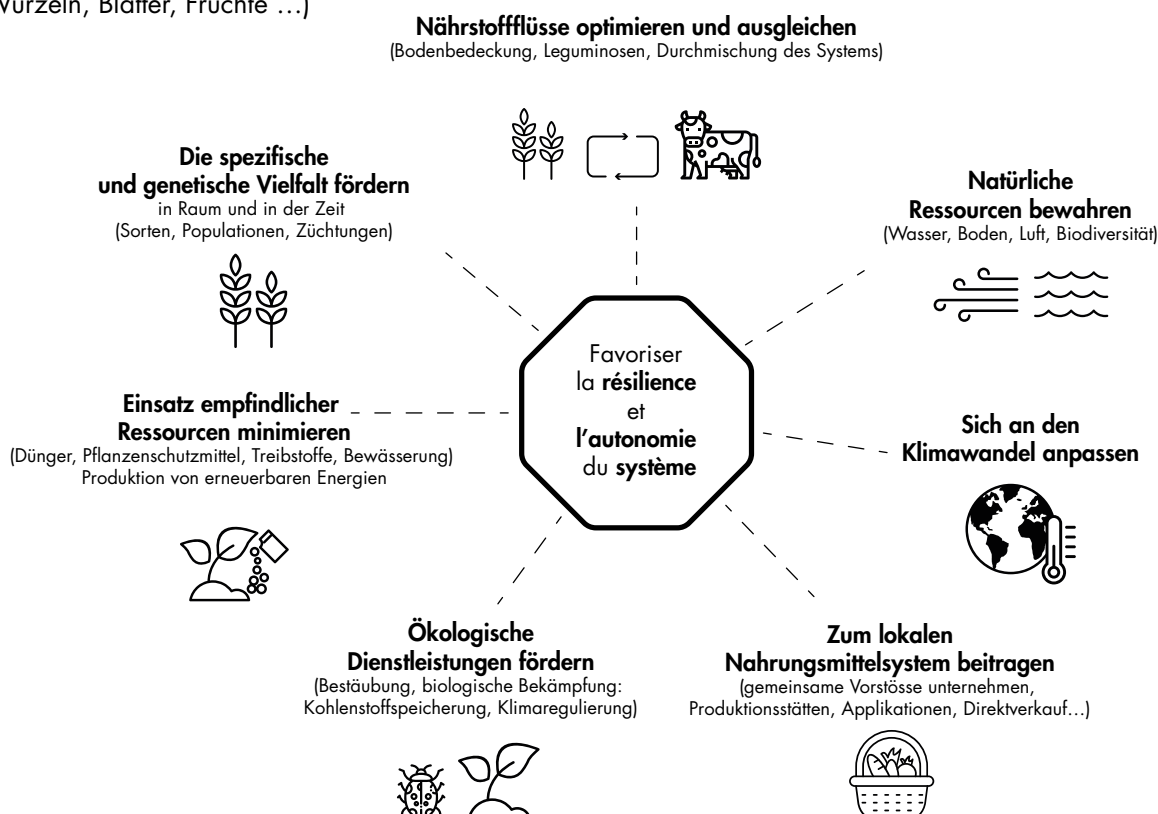 Wurzeln, Blätter, Früchte …)
Nährstoffflüsse optimieren und ausgleichen
(Bodenbedeckung, Leguminosen, Durchmischung des Systems)
Die spezifische
und genetische Vielfalt fördern
in Raum und in der Zeit
(Sorten, Populationen, Züchtungen)
Natürliche
Ressourcen bewahren
(Wasser, Boden, Luft, Biodiversität)
Favoriser
la résilience
et
l’autonomie
du système
Einsatz empfindlicher
Ressourcen minimieren
(Dünger, Pflanzenschutzmittel, Treibstoffe, Bewässerung)
Produktion von erneuerbaren Energien
Sich an den
Klimawandel anpassen
Ökologische
Dienstleistungen fördern
(Bestäubung, biologische Bekämpfung:
Kohlenstoffspeicherung, Klimaregulierung)
Zum lokalen
Nahrungsmittelsystem beitragen
(gemeinsame Vorstösse unternehmen,
Produktionsstätten, Applikationen, Direktverkauf…)